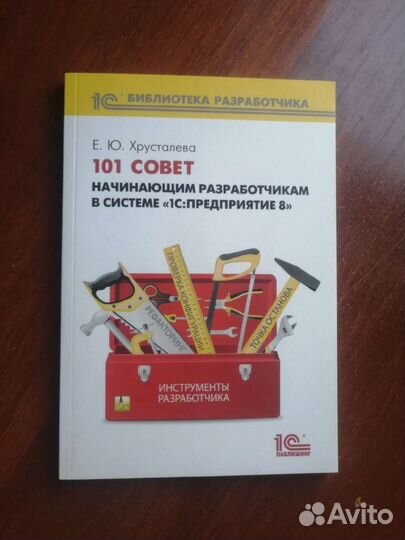 1С® БИБЛИОТЕКА РАЗРАБОТЧИКА
Е. Ю. Хрусталева
101 СОВЕТ
НАЧИНАЮЩИМ РАЗРАБОТЧИКАМ
В СИСТЕМЕ «1С:ПРЕДПРИЯТИЕ 8»
РЕФАКТОРИНГ
ПРОВЕРКА КОНФИГУРАЦИИ
ТОЧКА ОСТАНОВА
ИНСТРУМЕНТЫ
РАЗРАБОТЧИКА
1С®
ПАБЛИШИНГ
Avito